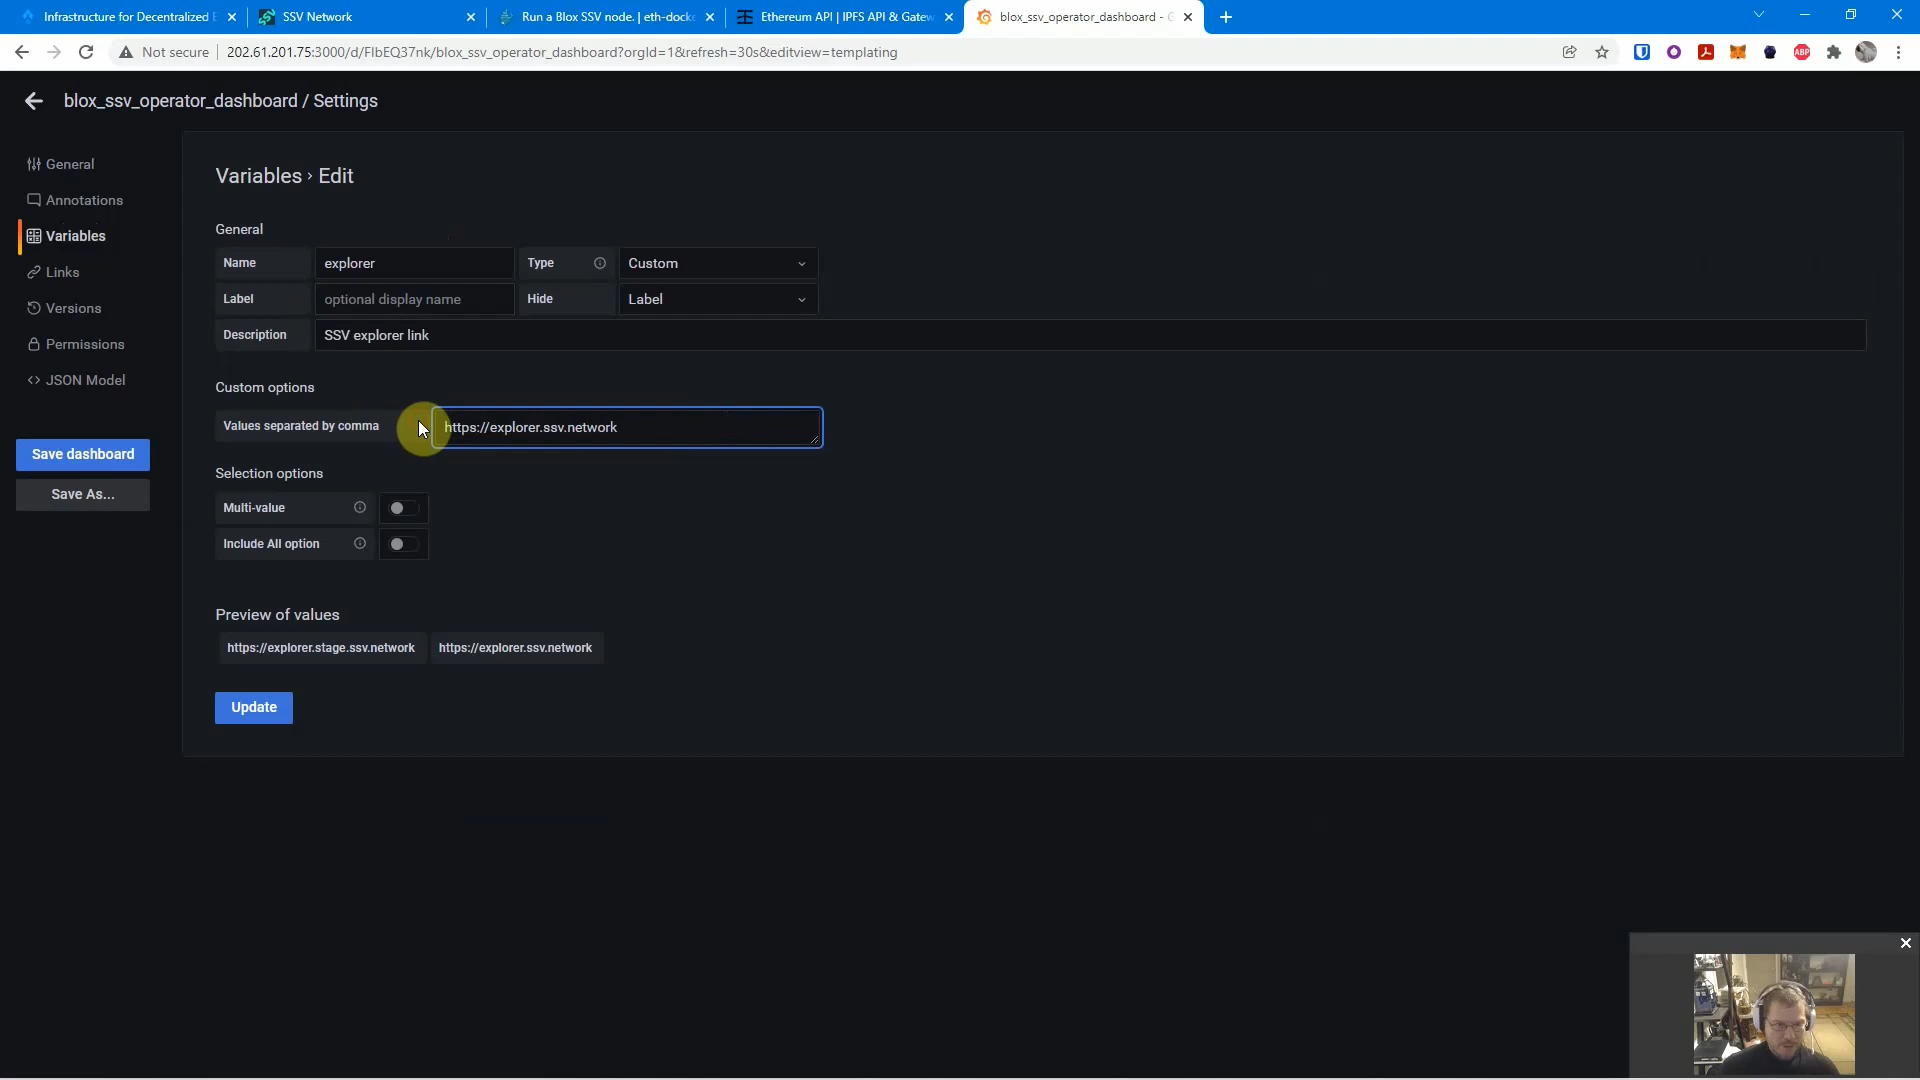 Infrastructure for Decentralized E
SSV Network
Run a Blox SSV node. | eth-docke
Ethereum API | IPFS API & Gatew
blox_ssv_operator_dashboard - G
Not secure
202.61.201.75:3000/d/FIbEQ37nk/blox_ssv_operator_dashboard?orgId=1&refresh=30s&editview=templating
ABP
blox_ssv_operator_dashboard / Settings
General
Annotations
Variables
Links
Versions
Permissions
JSON Model
Save dashboard
Save As...
Variables › Edit
General
Name explorer Type Custom
Label optional display name Hide Label
Description SSV explorer link
Custom options
Values separated by comma https://explorer.ssv.network
Selection options
Multi-value
Include All option
Preview of values
https://explorer.stage.ssv.network https://explorer.ssv.network
Update